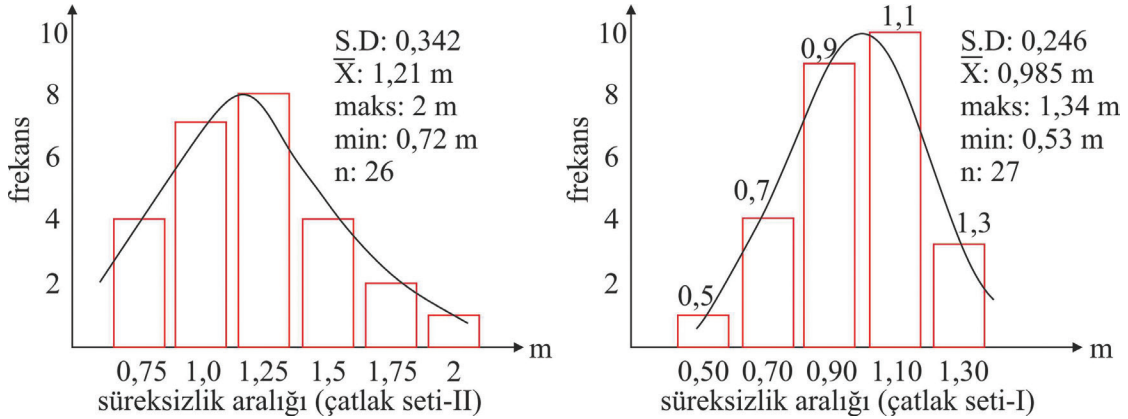 frekans
10
8
6
4
2
S.D: 0,342
X̅: 1,21 m
maks: 2 m
min: 0,72 m
n: 26
0,75 1,0 1,25 1,5 1,75 2 m
süreksizlik aralığı (çatlak seti-II)
frekans
10
8
6
4
2
0,5
0,7
0,9
1,1
1,3
S.D: 0,246
X̅: 0,985 m
maks: 1,34 m
min: 0,53 m
n: 27
0,50 0,70 0,90 1,10 1,30 m
süreksizlik aralığı (çatlak seti-I)